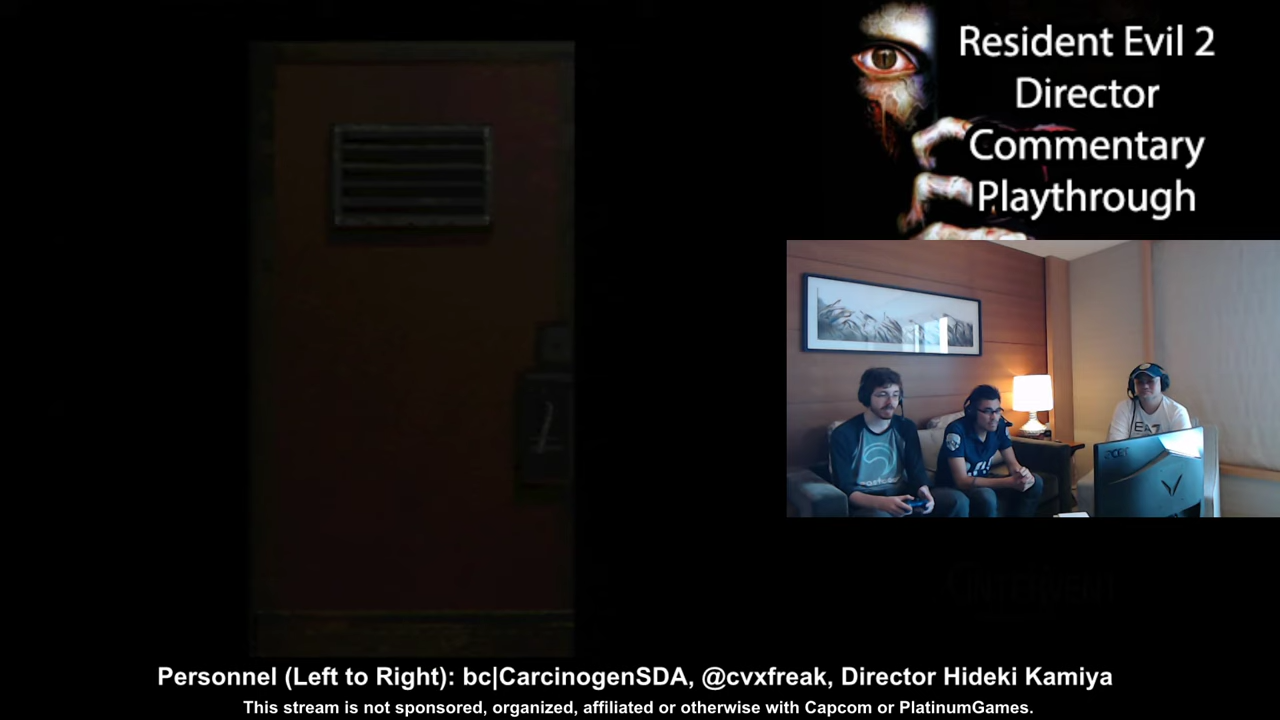 Resident Evil 2
Director
Commentary
Playthrough
acer
Personnel (Left to Right): bc|CarcinogenSDA, @cvxfreak, Director Hideki Kamiya
This stream is not sponsored, organized, affiliated or otherwise with Capcom or PlatinumGames.